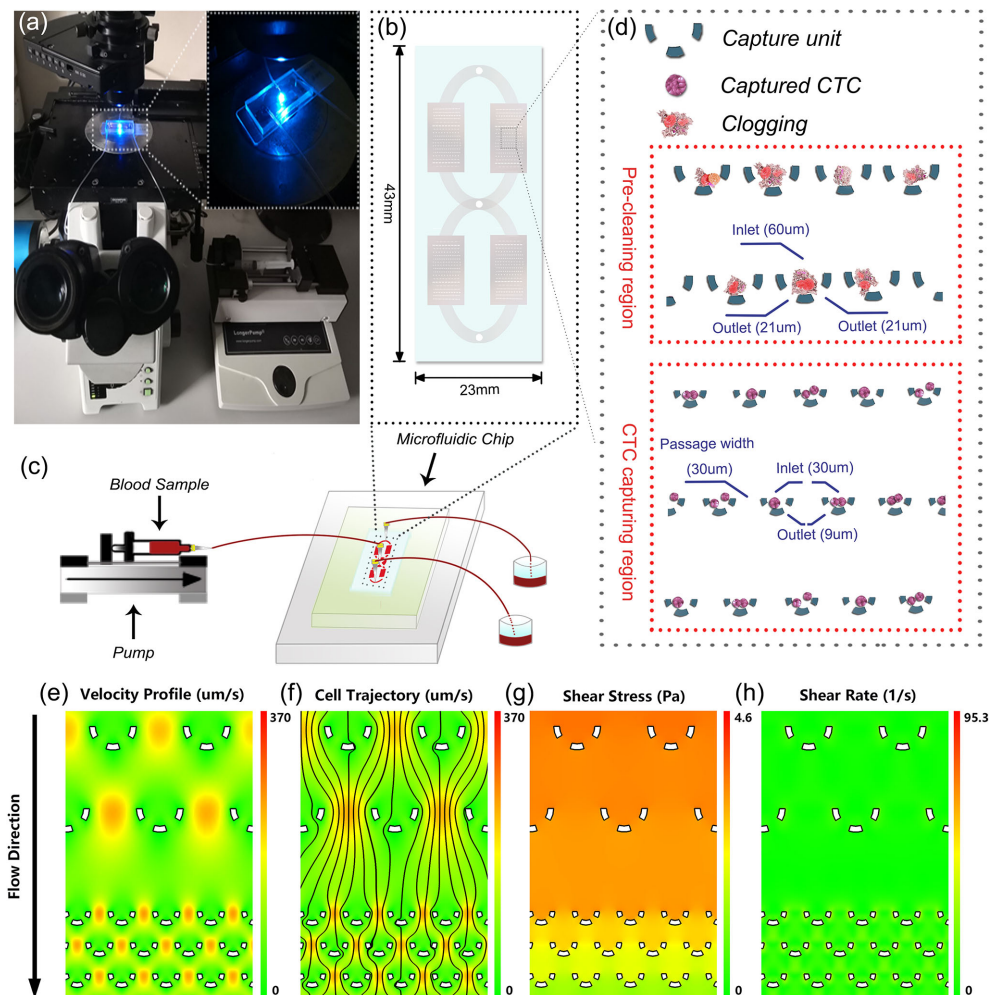 (a)
LongerPump®
(b)
43mm
23mm
(c)
Blood Sample
Pump
Microfluidic Chip
(d)
Capture unit
Captured CTC
Clogging
Pre-cleaning region
Inlet (60um)
Outlet (21um)
Outlet (21um)
CTC capturing region
Passage width
(30um)
Inlet (30um)
Outlet (9um)
(e)
Velocity Profile (um/s)
370
0
Flow Direction
(f)
Cell Trajectory (um/s)
370
0
(g)
Shear Stress (Pa)
4.6
0
(h)
Shear Rate (1/s)
95.3
0